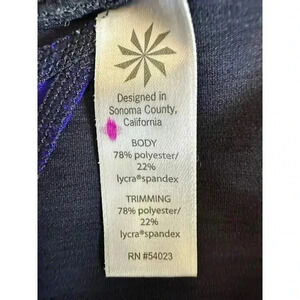 Designed in
Sonoma County,
California
BODY
78% polyester/
22%
lycra®spandex
TRIMMING
78% polyester/
22%
lycra®spandex
RN #54023